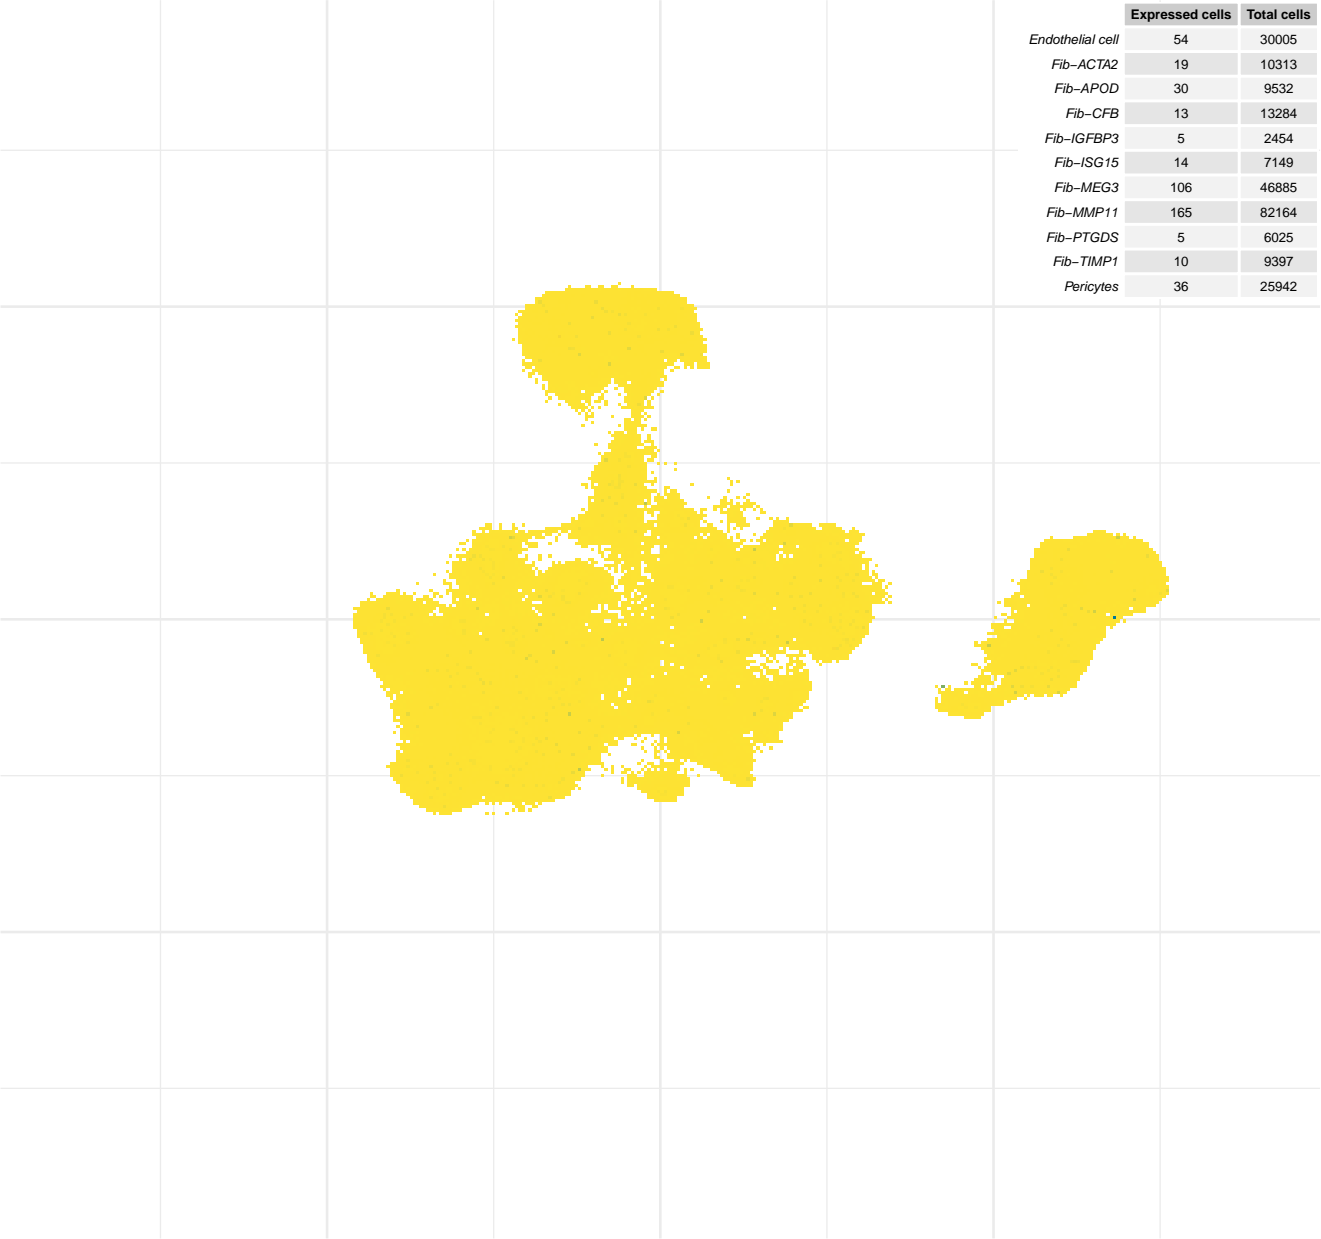 Expressed cells Total cells
Endothelial cell 54 30005
Fib−ACTA2 19 10313
Fib−APOD 30 9532
Fib−CFB 13 13284
Fib−IGFBP3 5 2454
Fib−ISG15 14 7149
Fib−MEG3 106 46885
Fib−MMP11 165 82164
Fib−PTGDS 5 6025
Fib−TIMP1 10 9397
Pericytes 36 25942